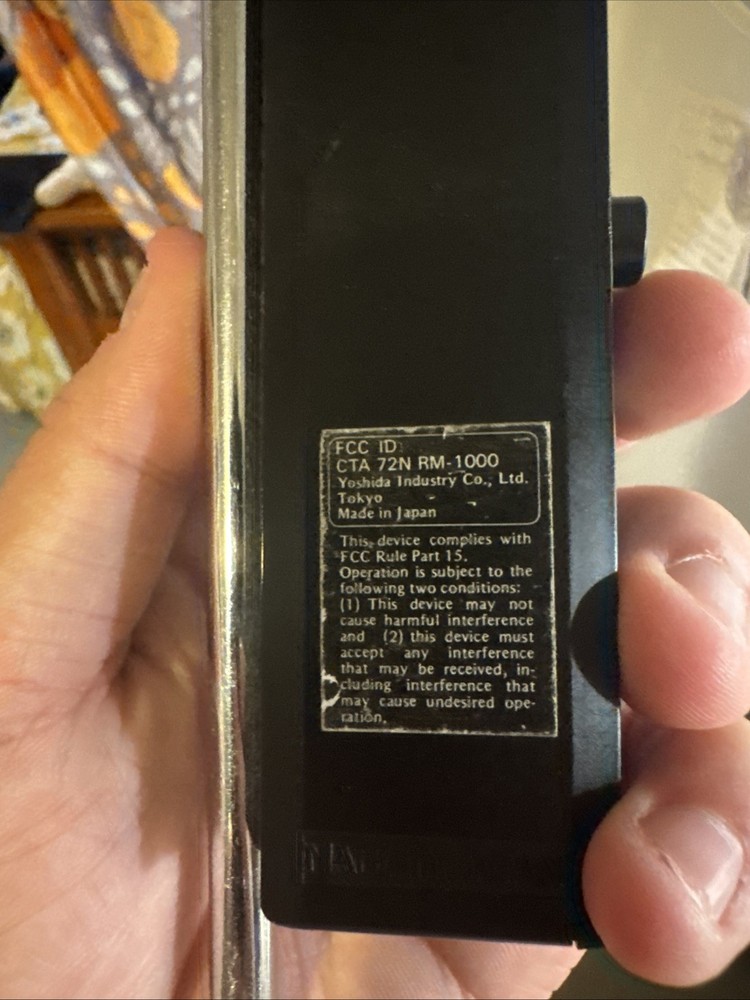 FCC ID
CTA 72N RM-1000
Yoshida Industry Co., Ltd.
Tokyo
Made in Japan
This device complies with
FCC Rule Part 15.
Operation is subject to the
following two conditions:
(1) This device may not
cause harmful interference
and (2) this device must
accept any interference
that may be received, in-
cluding interference that
may cause undesired ope-
ration.